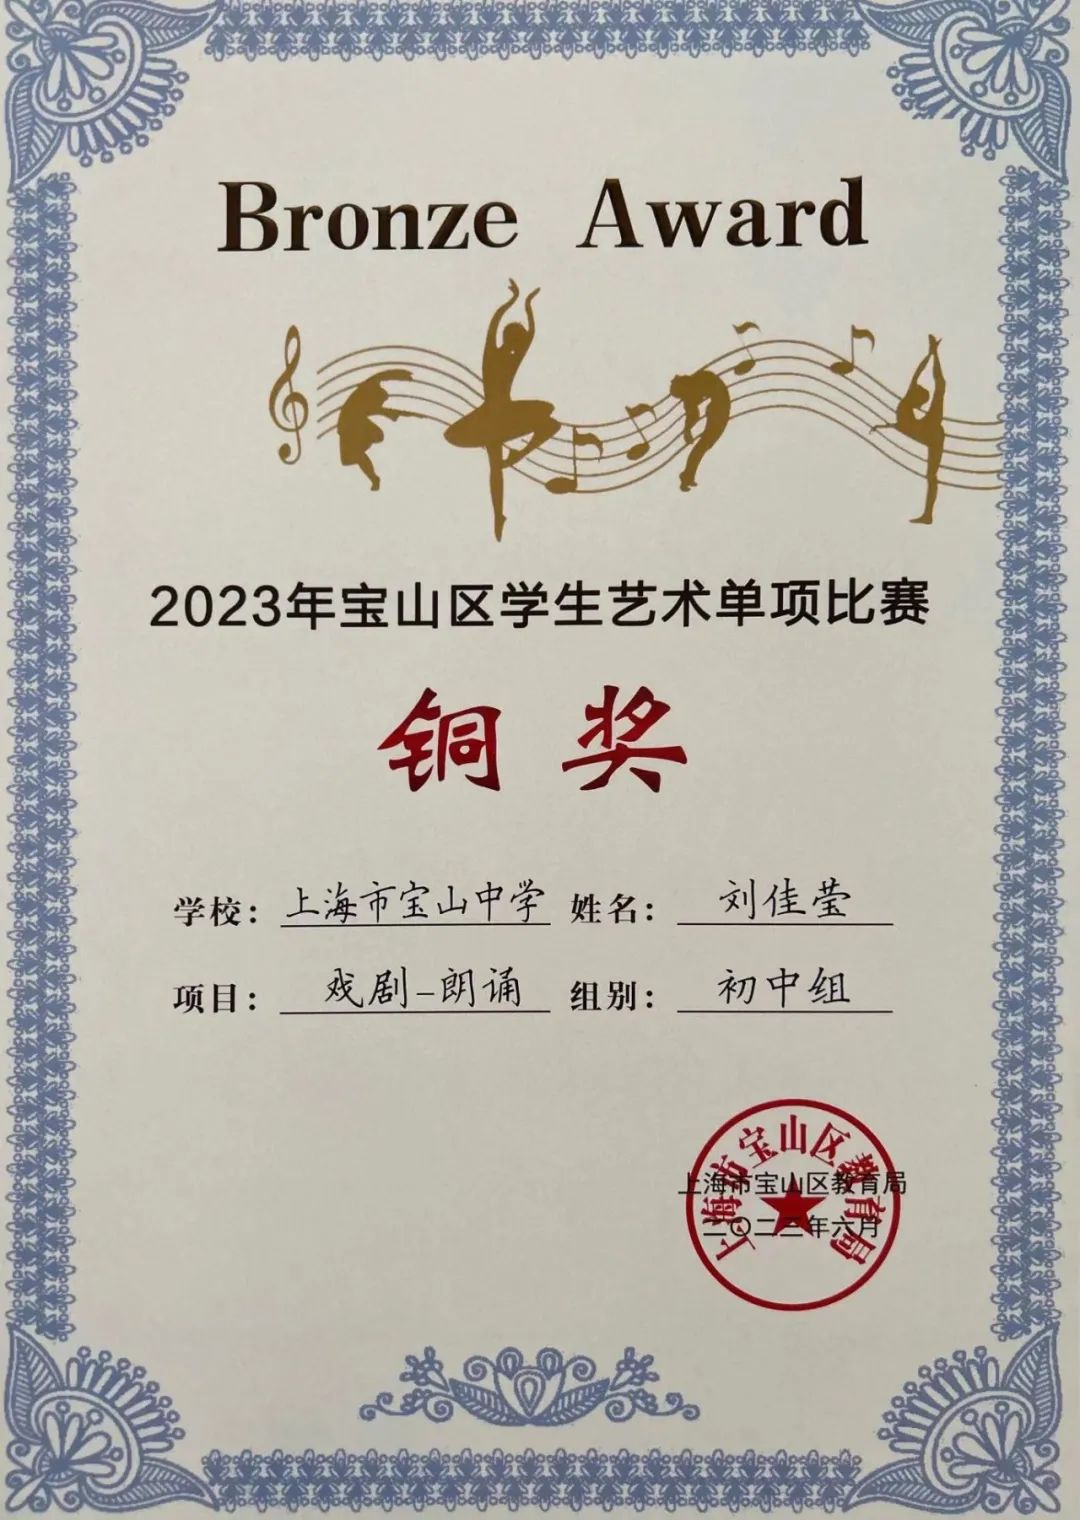 Bronze Award
2023年宝山区学生艺术单项比赛
铜奖
学校：上海市宝山中学 姓名：刘佳莹
项目：戏剧-朗诵 组别：初中组
上海市宝山区教育局
上海市宝山区教育局
二〇二三年六月